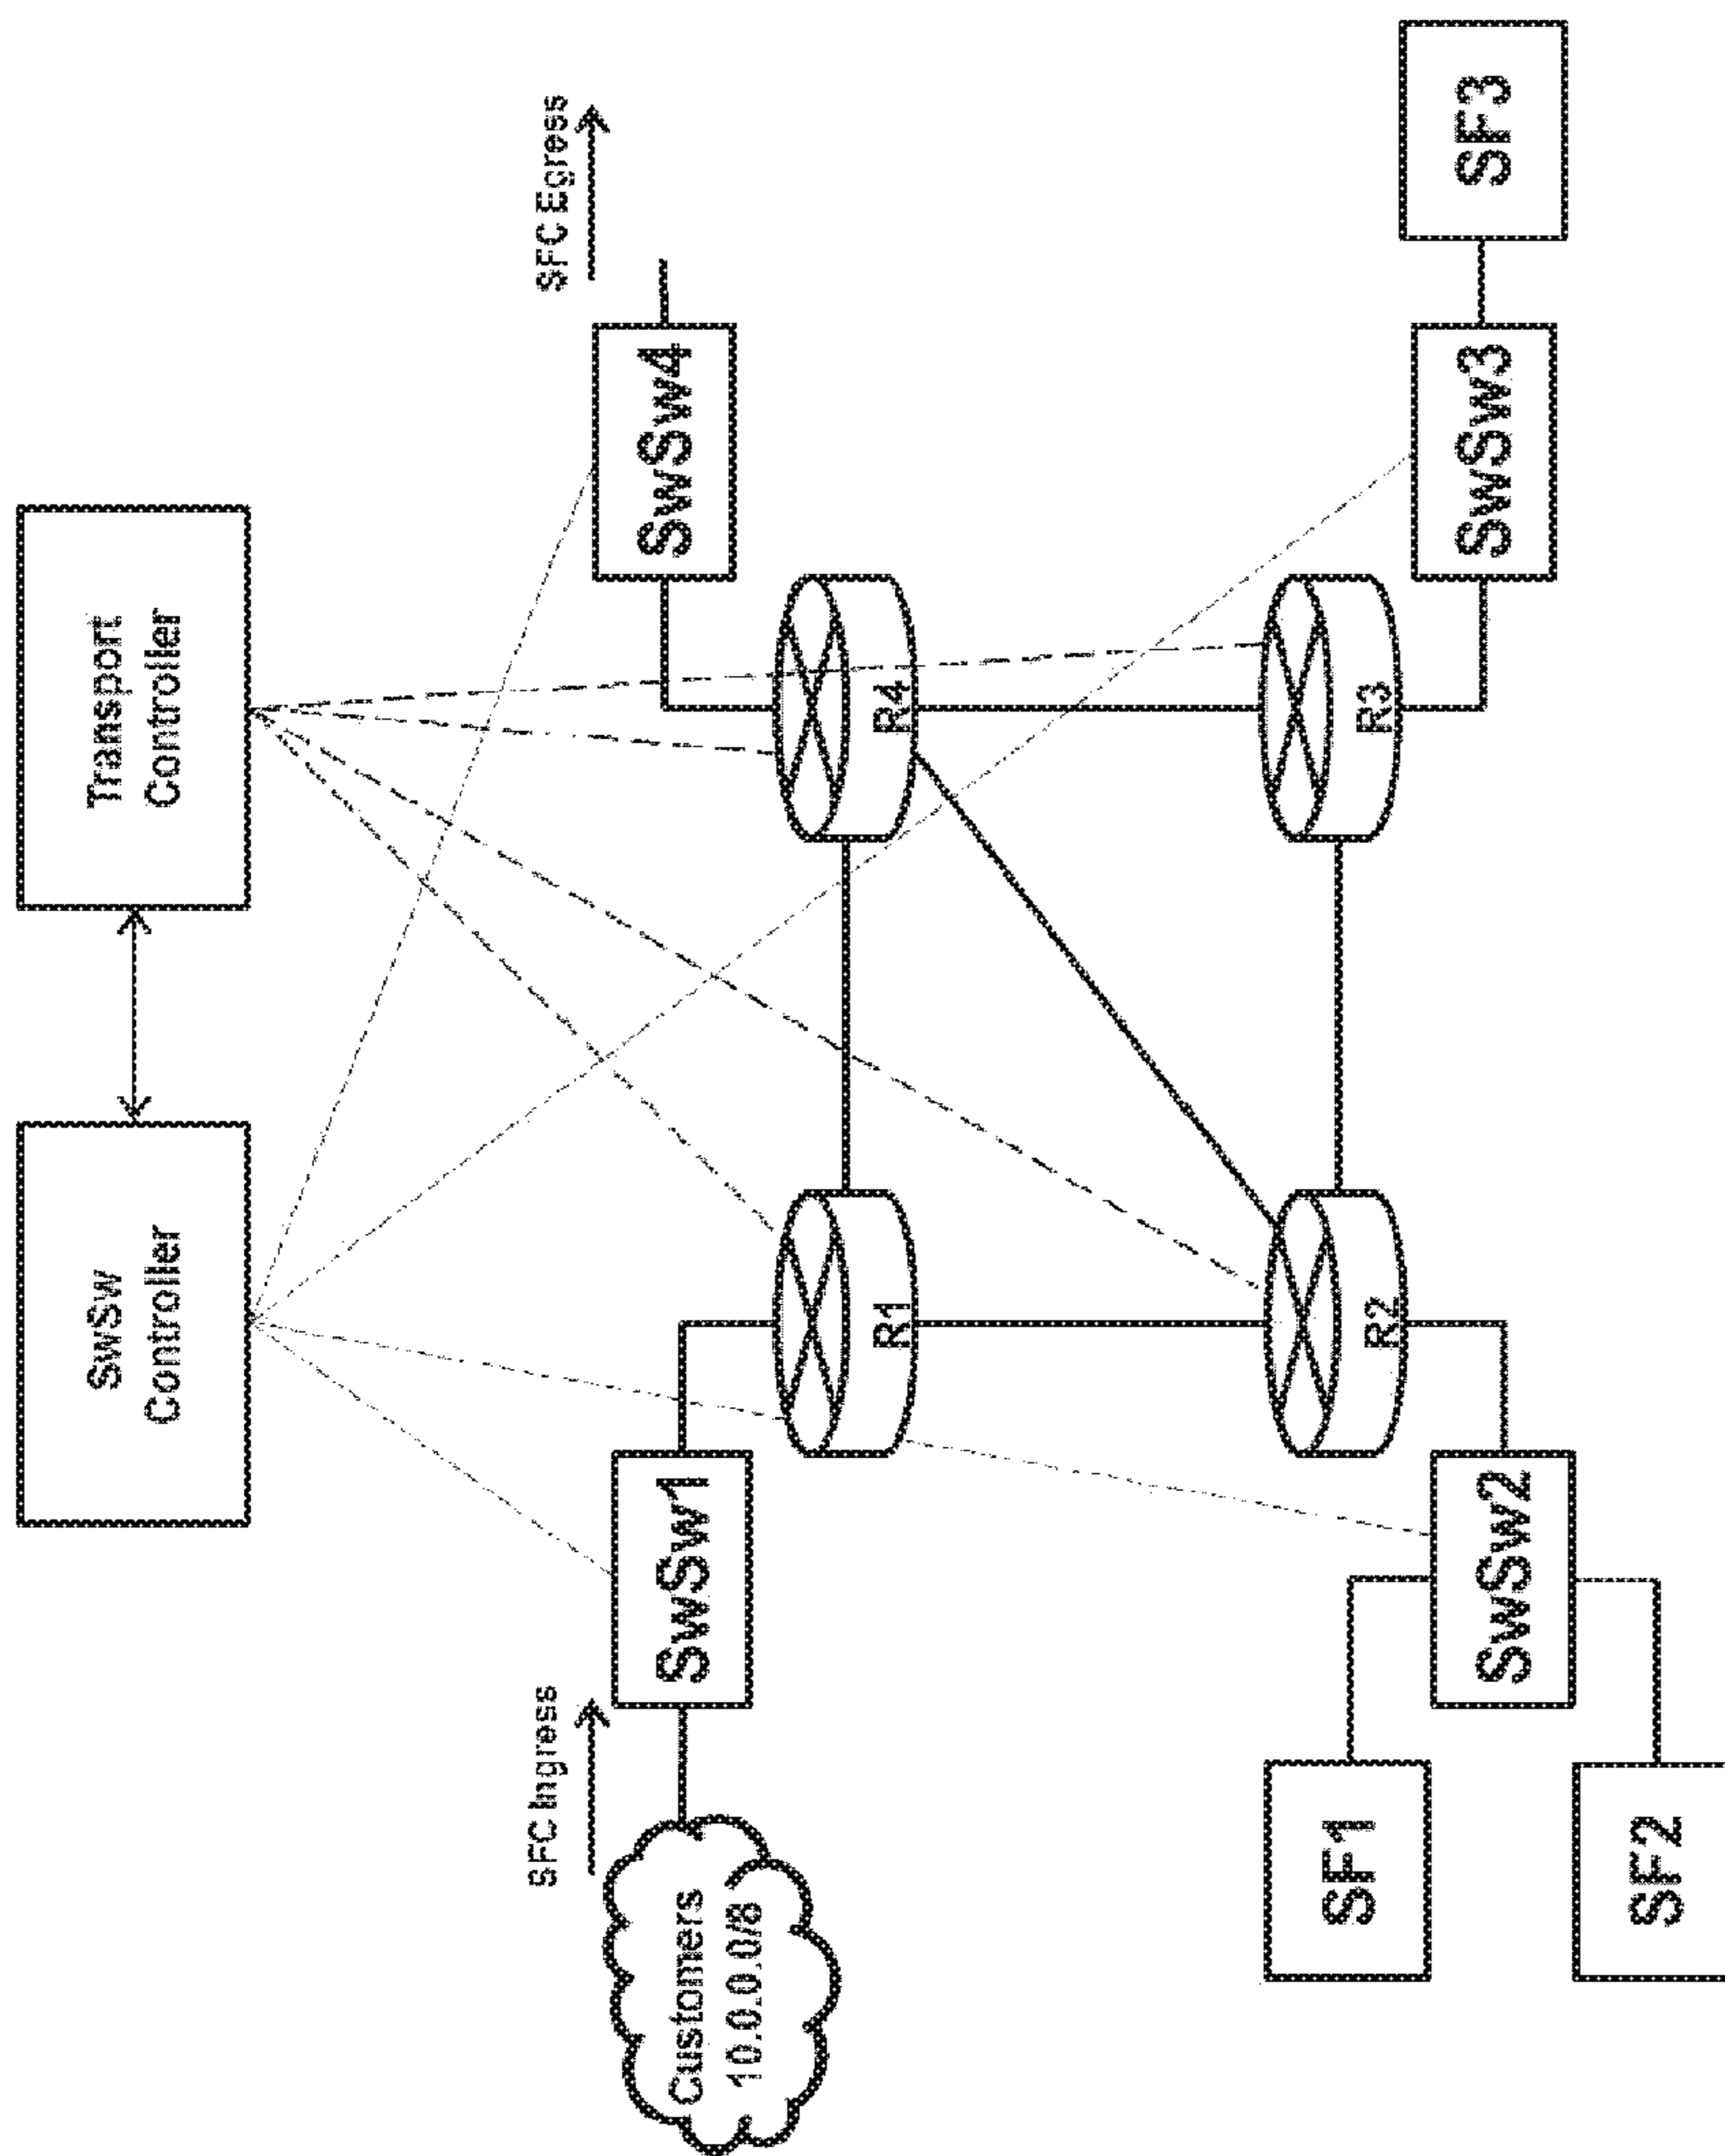 SwSw
Controller
Transport
Controller
SFC Ingress
SFC Egress
Customers
10.0.0.0/8
SwSw1
SwSw4
R1
R4
SF1
SF2
SwSw2
R2
R3
SwSw3
SF3